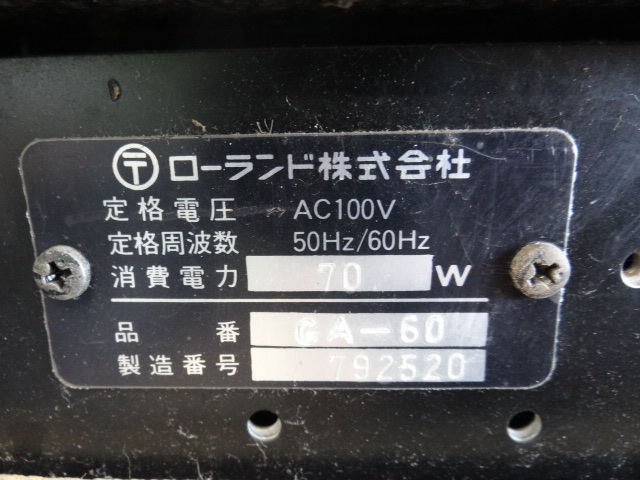 〶 ローランド株式会社
定格電圧 AC100V
定格周波数 50Hz/60Hz
消費電力 70 W
品番 GA-60
製造番号 792520